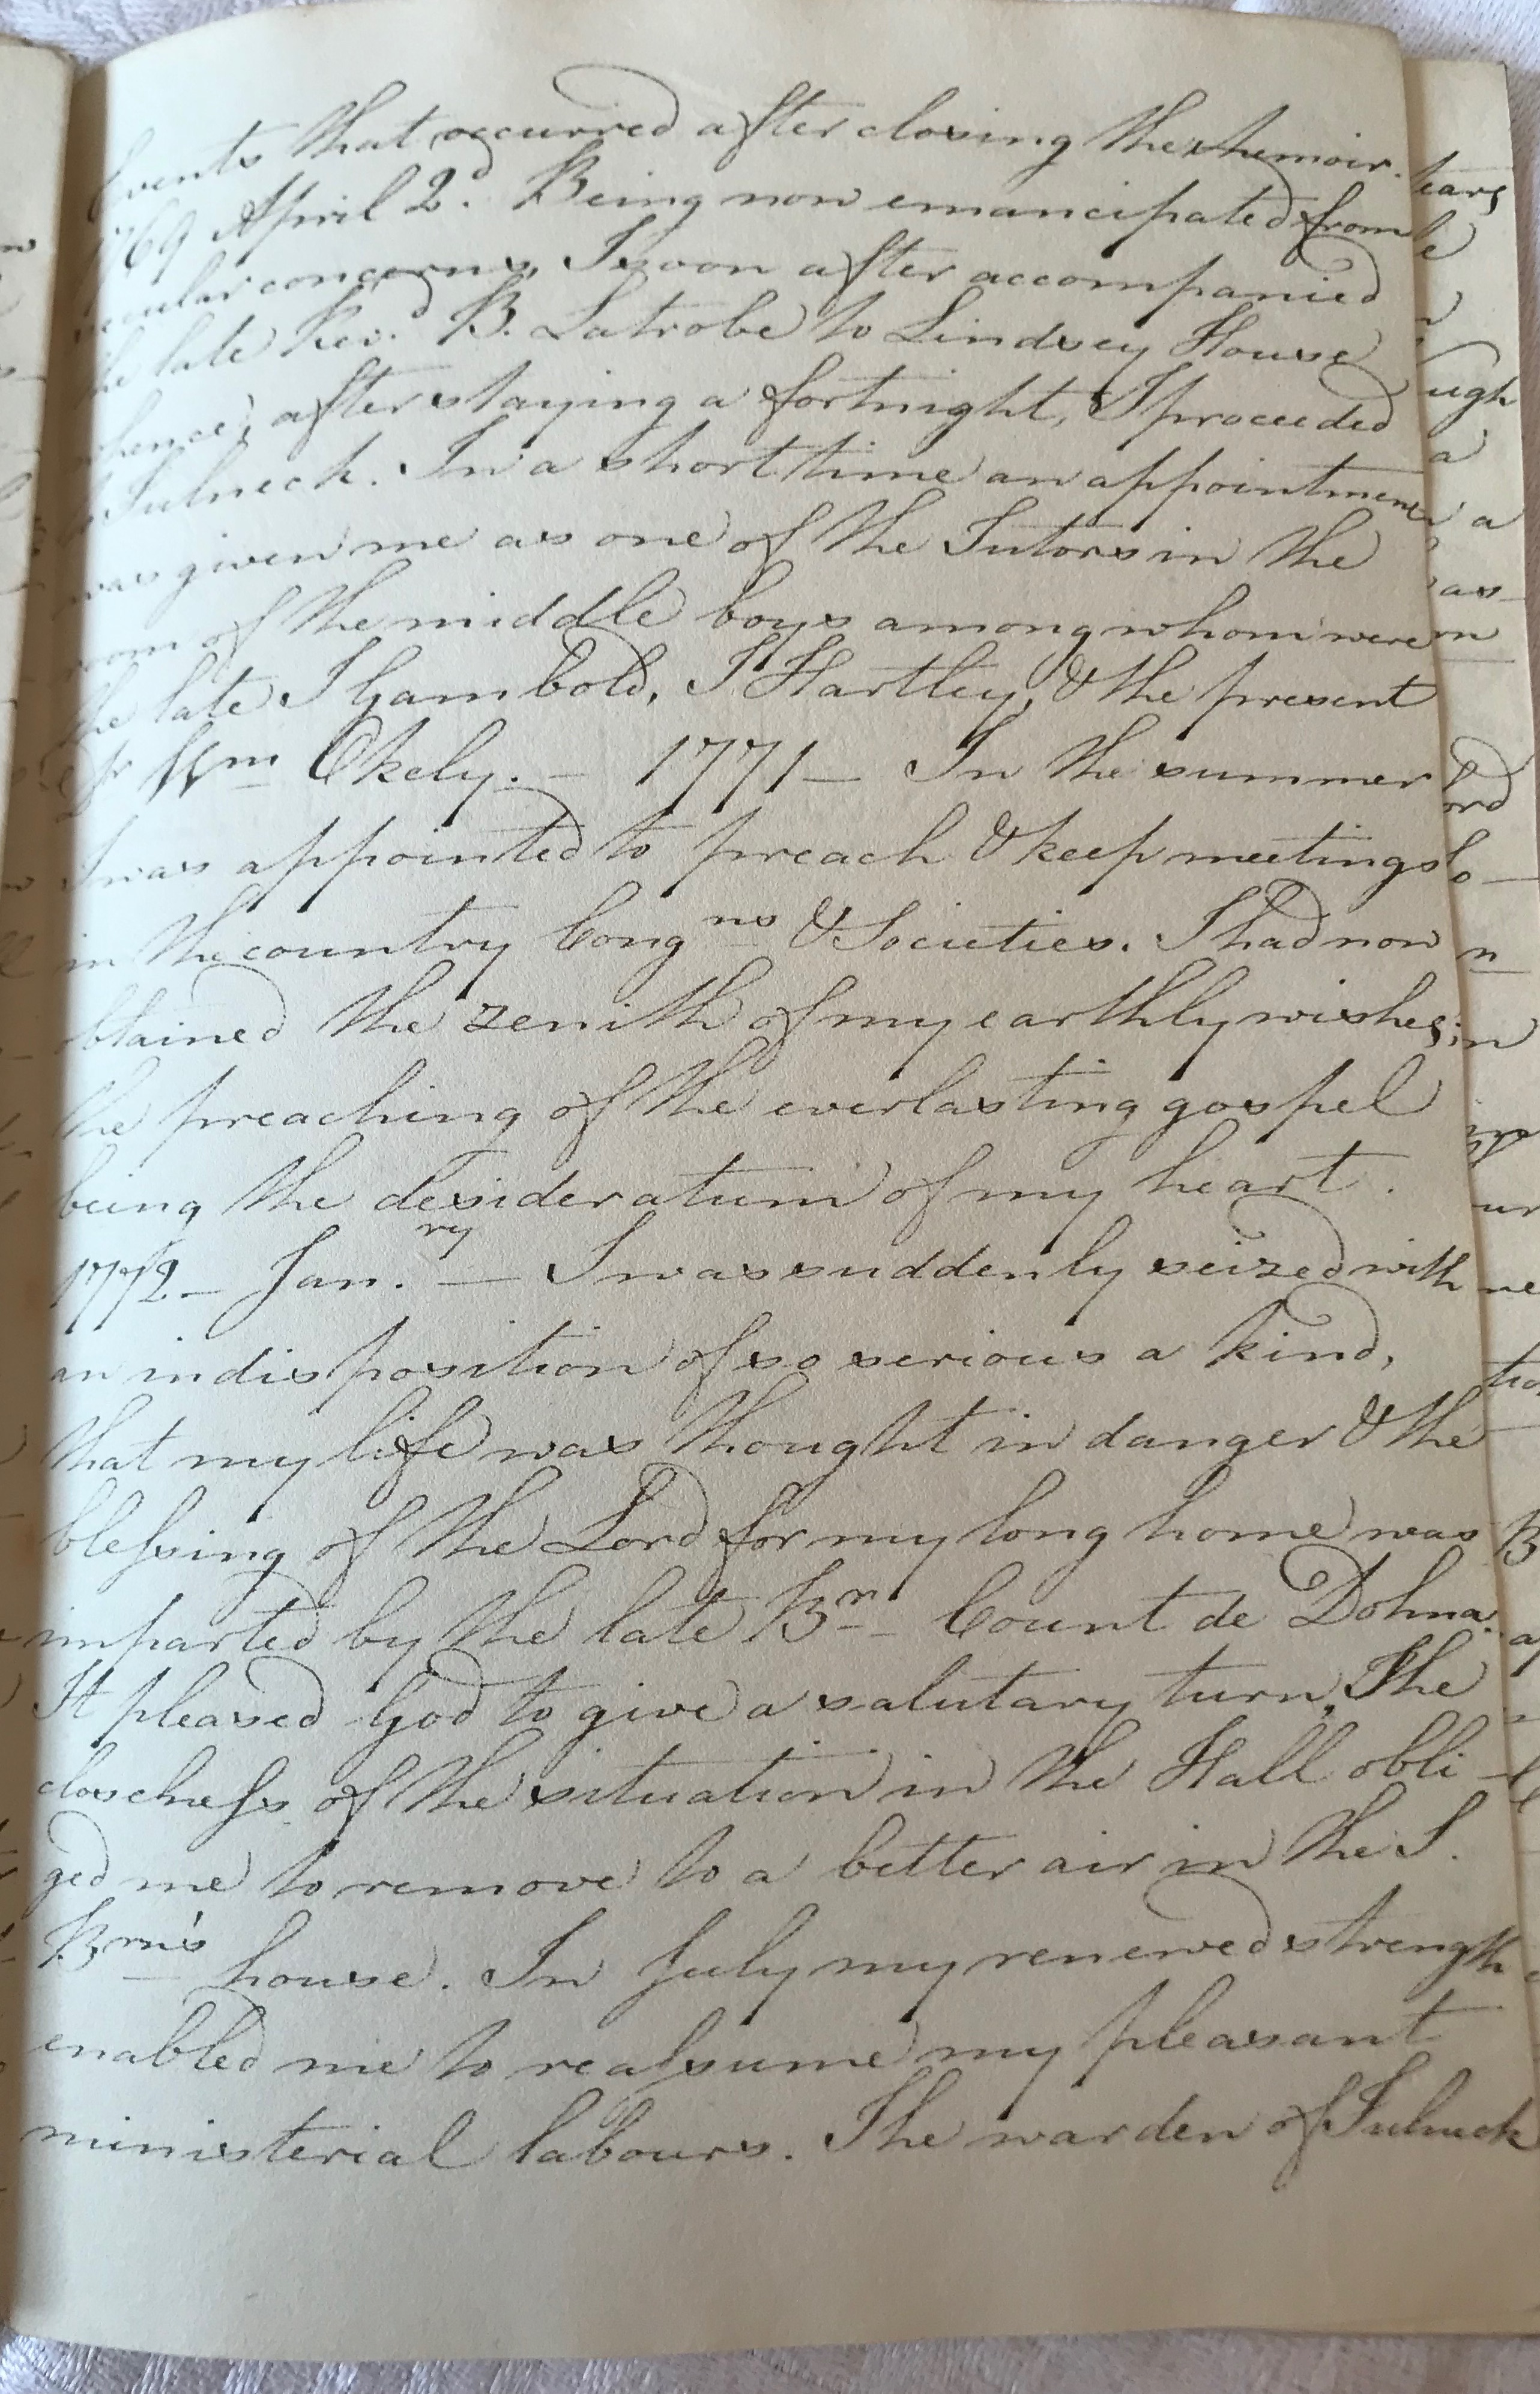 Events that occurred after closing the memoir.
1769 April 2.d Being now emancipated from
secular concerns, I soon after accompanied
the late Rev.d B. Latrobe to Lindsey House
whence, after staying a fortnight, I proceeded
Fulneck. In a short time an appointment
was given me as one of the Tutors in the
room of the middle boys among whom were
the late J Gambold, J Hartley, & the present
Wm Okely. — 1771 — In the summer
I was appointed to preach & keep meetings
in the country Congns & Societies. I had now
obtained the zenith of my earthly wishes;
the preaching of the everlasting gospel
being the desideratum of my heart.
1772 — Jan.ry — I was suddenly seized with
an indisposition of so serious a kind,
that my life was thought in danger & the
blessing of the Lord for my long home was
imparted by the late Br. Count de Dohna.
It pleased God to give a salutary turn, The
closeness of the situation in the Hall obli-
ged me to remove to a better air in the S.
Brn's house. In July my renewed strength
enabled me to reassume my pleasant
ministerial labours. The warden of Fulneck